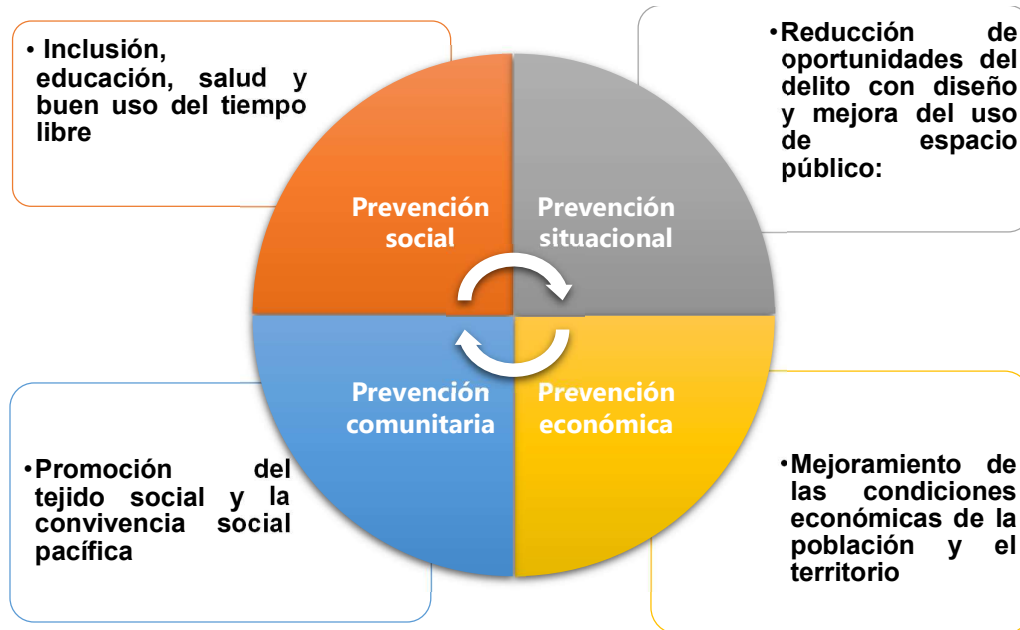 • Inclusión,
educación, salud y
buen uso del tiempo
libre
•Reducción de
oportunidades del
delito con diseño
y mejora del uso
de espacio
público:
Prevención
social
Prevención
situacional
Prevención
comunitaria
Prevención
económica
•Promoción del
tejido social y la
convivencia social
pacífica
•Mejoramiento de
las condiciones
económicas de la
población y el
territorio